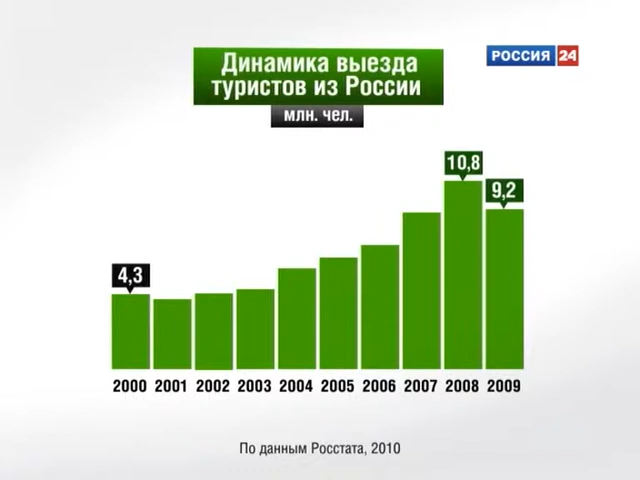 Динамика выезда
туристов из России
млн. чел.
РОССИЯ 24
10,8
9,2
4,3
2000 2001 2002 2003 2004 2005 2006 2007 2008 2009
По данным Росстата, 2010